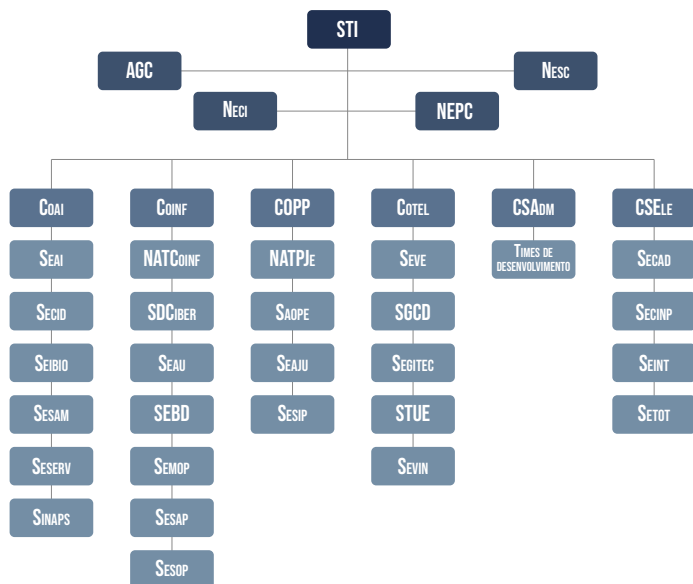 STI
AGC
Nesc
Neci
NEPC
Coai
Coinf
COPP
Cotel
CSAdm
CSEle
Seai
NATCoinf
NATPJe
Seve
Times de
desenvolvimento
Secad
Secid
SDCiber
Saope
SGCD
Secinp
Seibio
Seau
Seaju
Segitec
Seint
Sesam
SEBD
Sesip
STUE
Setot
Seserv
Semop
Sevin
Sinaps
Sesap
Sesop